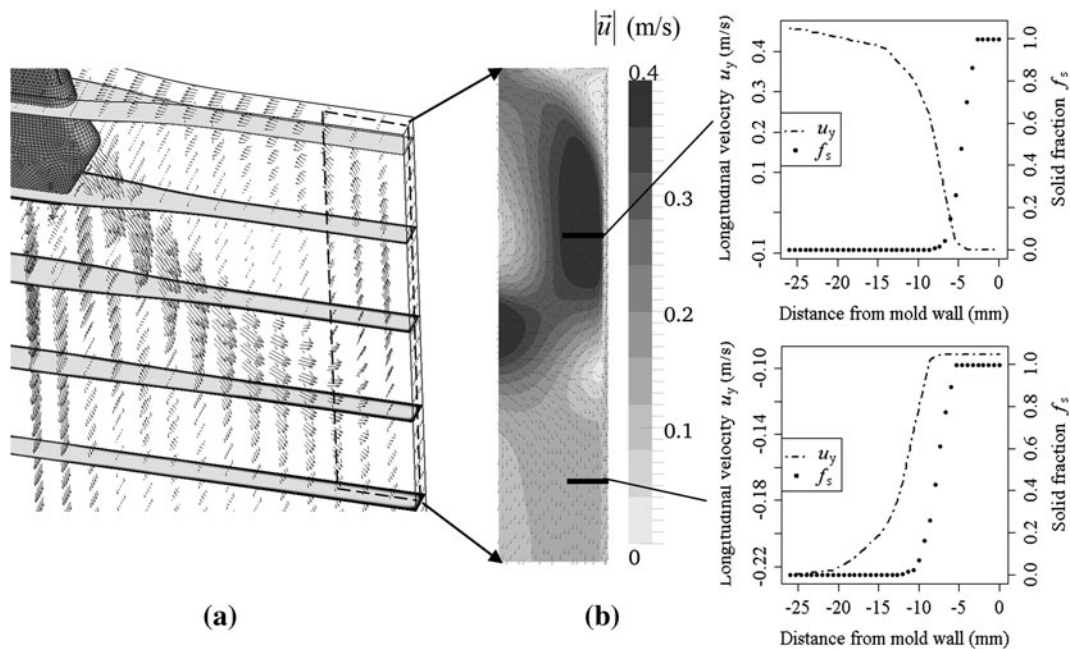 |u⃗| (m/s)
0.4
0.3
0.2
0.1
0
(a)
(b)
Longitudinal velocity u_y (m/s)
0.4
0.3
0.2
0.1
-0.1
u_y
f_s
1.0
0.8
0.6
0.4
0.2
0.0
Solid fraction f_s
-25 -20 -15 -10 -5 0
Distance from mold wall (mm)
Longitudinal velocity u_y (m/s)
-0.10
-0.14
-0.18
-0.22
u_y
f_s
1.0
0.8
0.6
0.4
0.2
0.0
Solid fraction f_s
-25 -20 -15 -10 -5 0
Distance from mold wall (mm)